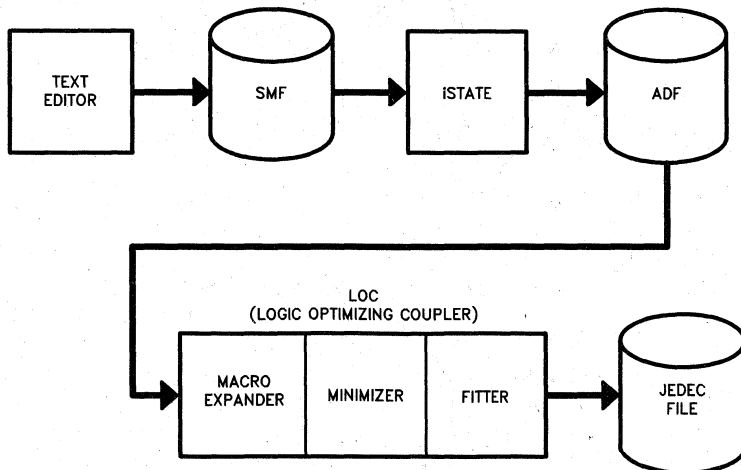 TEXT
EDITOR
SMF
iSTATE
ADF
LOC
(LOGIC OPTIMIZING COUPLER)
MACRO
EXPANDER
MINIMIZER
FITTER
JEDEC
FILE